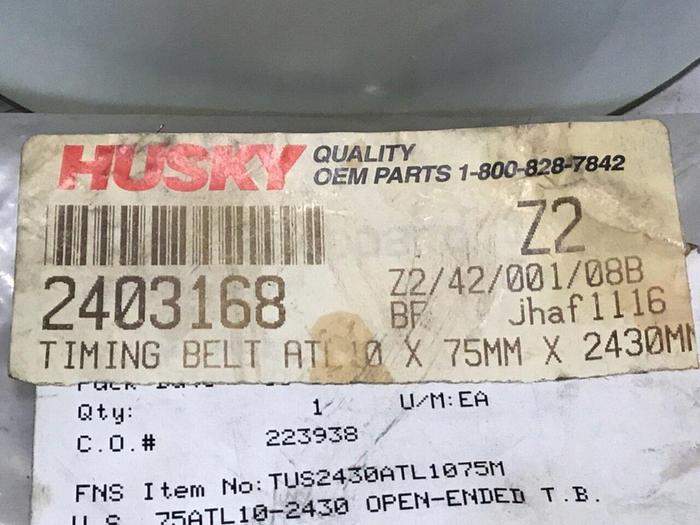 HUSKY QUALITY
OEM PARTS 1-800-828-7842
Z2
2403168
Z2/42/001/08B
BF jhaf1116
TIMING BELT ATL10 X 75MM X 2430MM
Qty: 1 U/M:EA
C.O.# 223938
FNS Item No:TUS2430ATL1075M
U.S. 75ATL10-2430 OPEN-ENDED T.B.